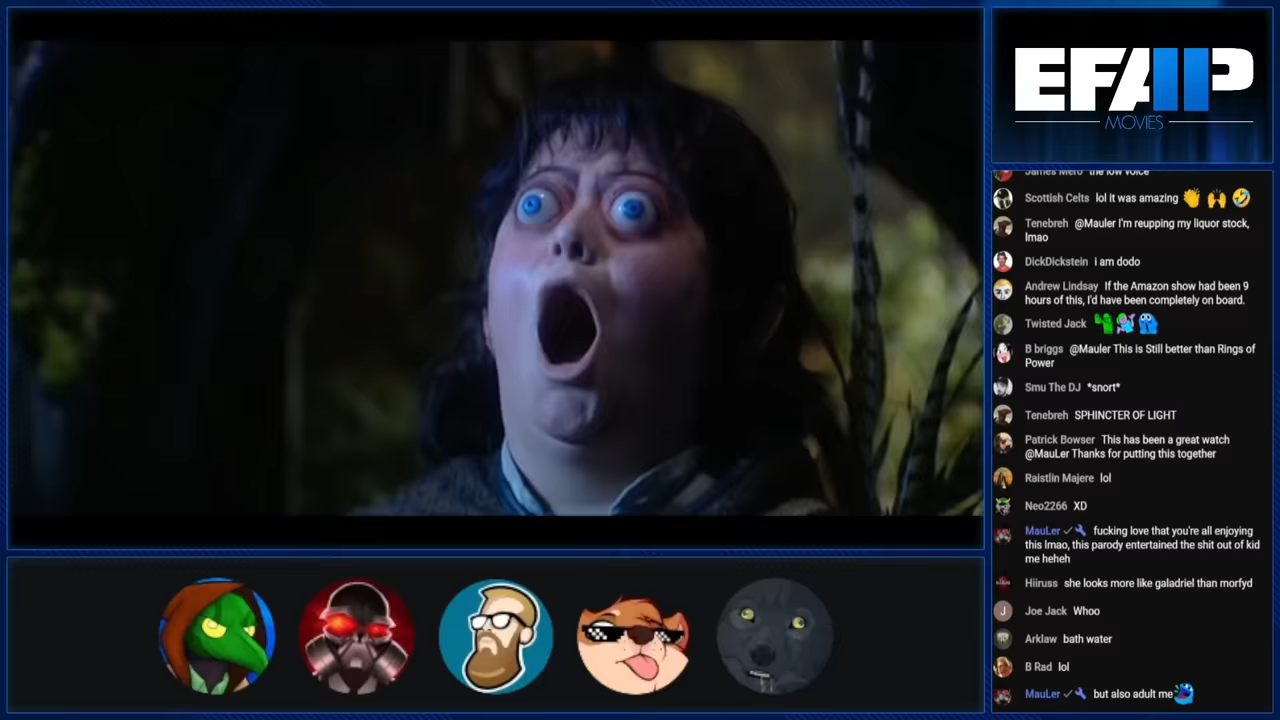 EFAP
MOVIES
James Mero the low voice
Scottish Celts lol it was amazing
Tenebreh @Mauler I'm reupping my liquor stock,
lmao
DickDickstein i am dodo
Andrew Lindsay If the Amazon show had been 9
hours of this, I'd have been completely on board.
Twisted Jack
B briggs @Mauler This is Still better than Rings of
Power
Smu The DJ *snort*
Tenebreh SPHINCTER OF LIGHT
Patrick Bowser This has been a great watch
@MauLer Thanks for putting this together
Raistlin Majere lol
Neo2266 XD
MauLer fucking love that you're all enjoying
this lmao, this parody entertained the shit out of kid
me heheh
Hiiruss she looks more like galadriel than morfyd
J Joe Jack Whoo
Arklaw bath water
B Rad lol
MauLer but also adult me